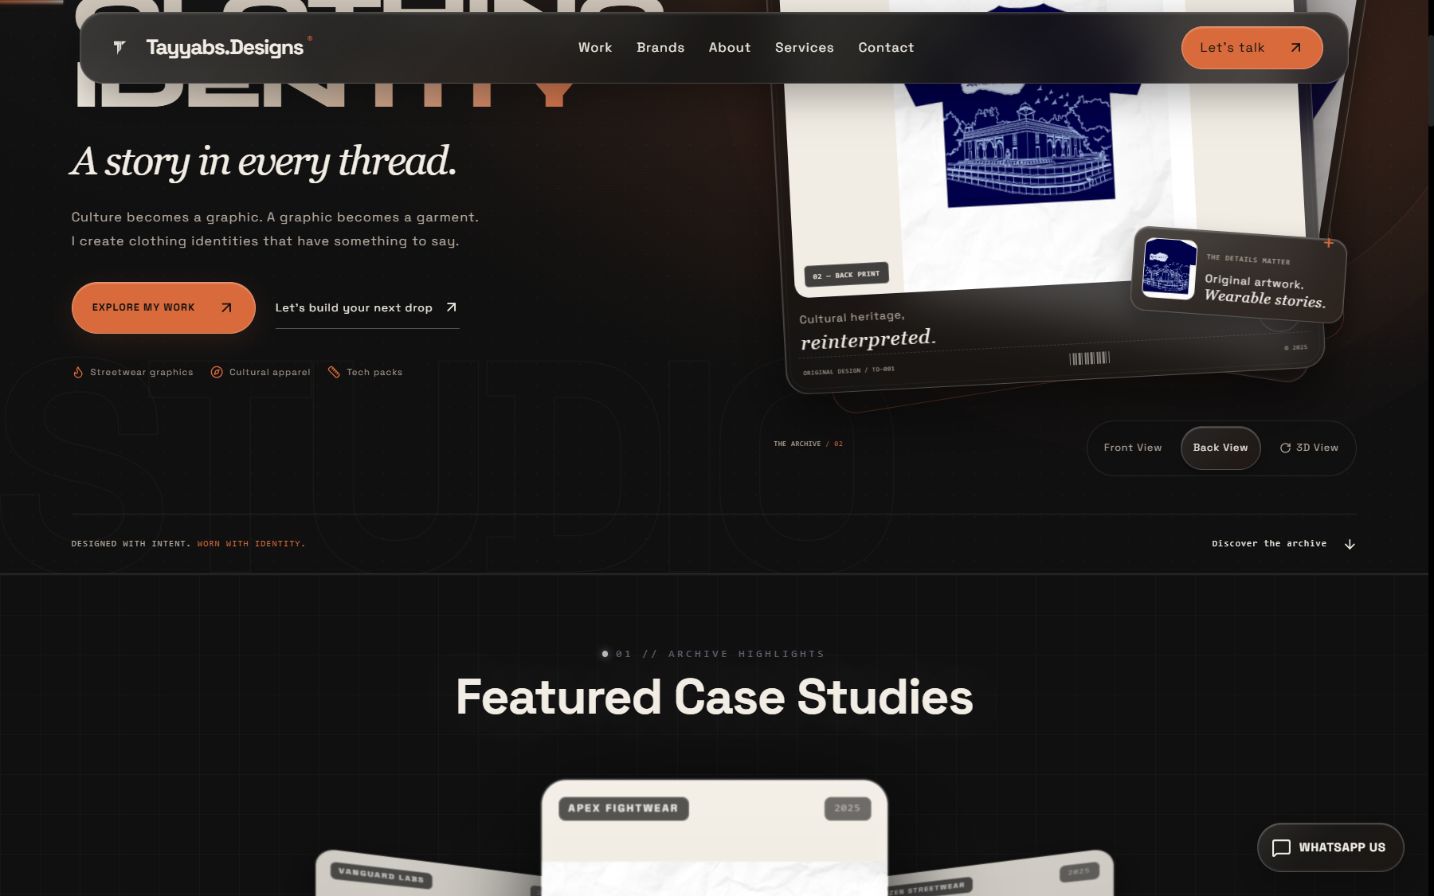 CLOTHING
Tayyabs.Designs®
Work
Brands
About
Services
Contact
Let's talk
IDENTITY
A story in every thread.
Culture becomes a graphic. A graphic becomes a garment.
I create clothing identities that have something to say.
EXPLORE MY WORK
Let's build your next drop
Streetwear graphics
Cultural apparel
Tech packs
02 — BACK PRINT
THE DETAILS MATTER
Original artwork.
Wearable stories.
Cultural heritage,
reinterpreted.
ORIGINAL DESIGN / TD-001
© 2025
STUDIO
THE ARCHIVE / 02
Front View
Back View
3D View
DESIGNED WITH INTENT. WORN WITH IDENTITY.
Discover the archive
01 // ARCHIVE HIGHLIGHTS
Featured Case Studies
APEX FIGHTWEAR
2025
VANGUARD LABS
STREETWEAR
2025
WHATSAPP US